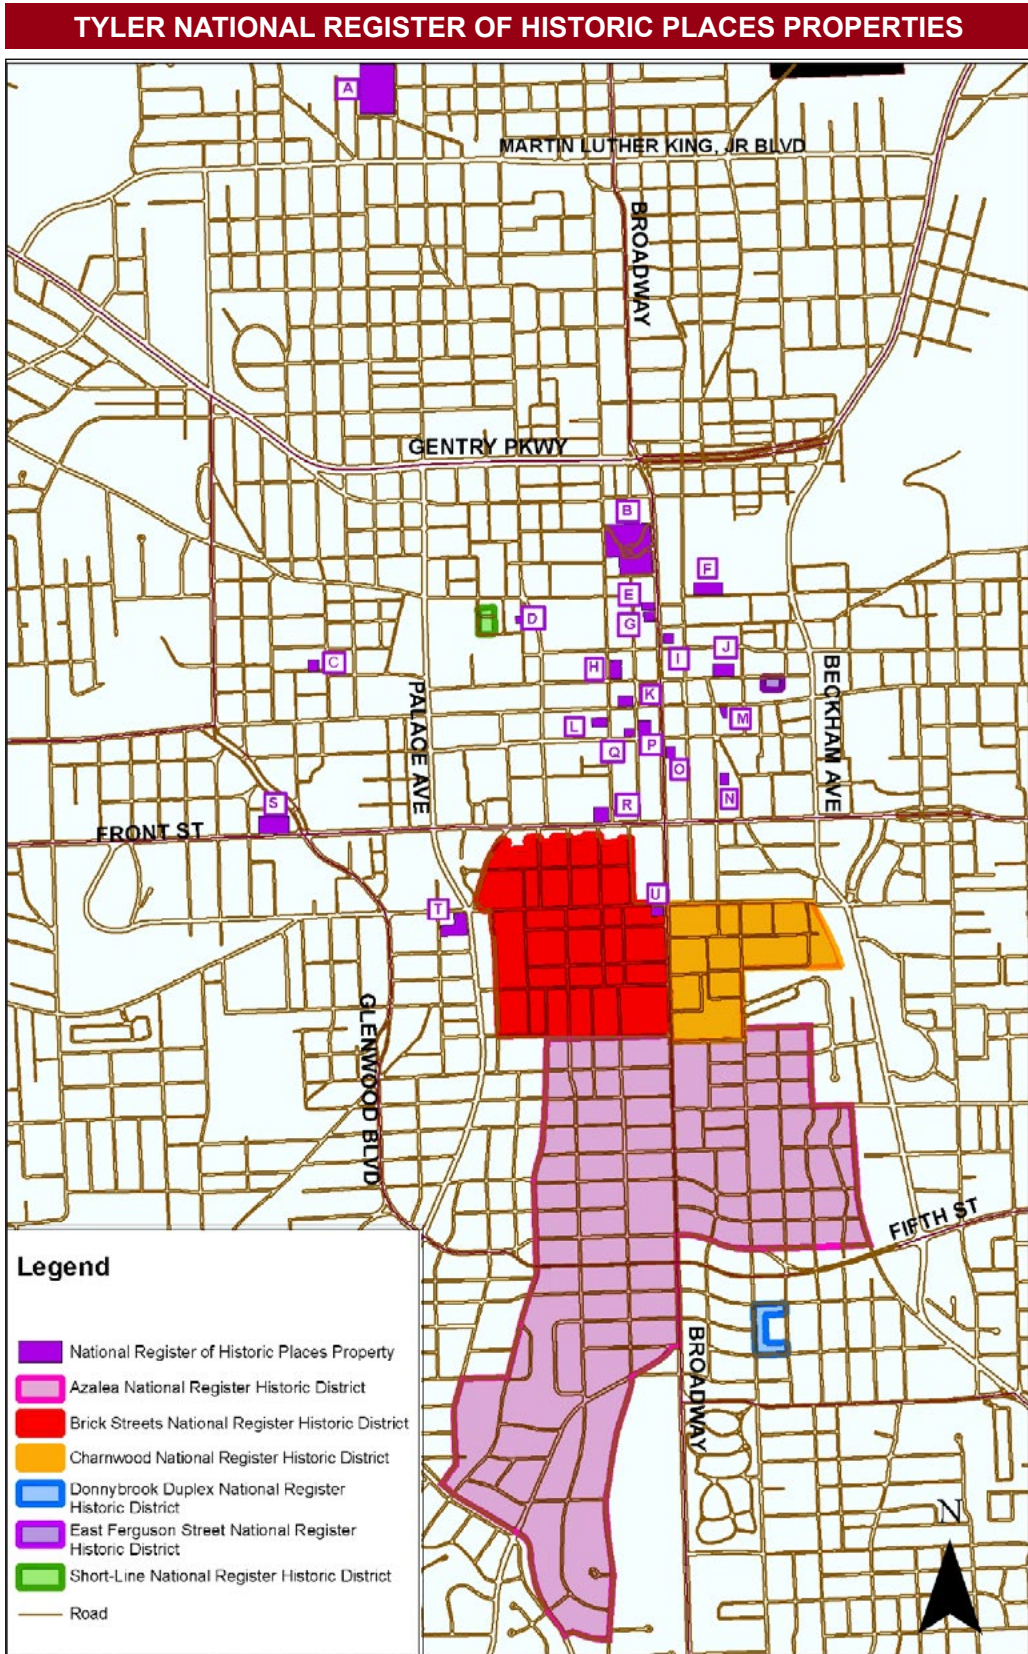 TYLER NATIONAL REGISTER OF HISTORIC PLACES PROPERTIES
A
MARTIN LUTHER KING, JR BLVD
BROADWAY
GENTRY PKWY
B
F
E
D
G
J
I
C
H
BECKHAM AVE
PALACE AVE
K
M
L
P
Q
O
N
S
R
FRONT ST
U
T
GLENWOOD BLVD
FIFTH ST
BROADWAY
N
Legend
National Register of Historic Places Property
Azalea National Register Historic District
Brick Streets National Register Historic District
Charnwood National Register Historic District
Donnybrook Duplex National Register
Historic District
East Ferguson Street National Register
Historic District
Short-Line National Register Historic District
Road